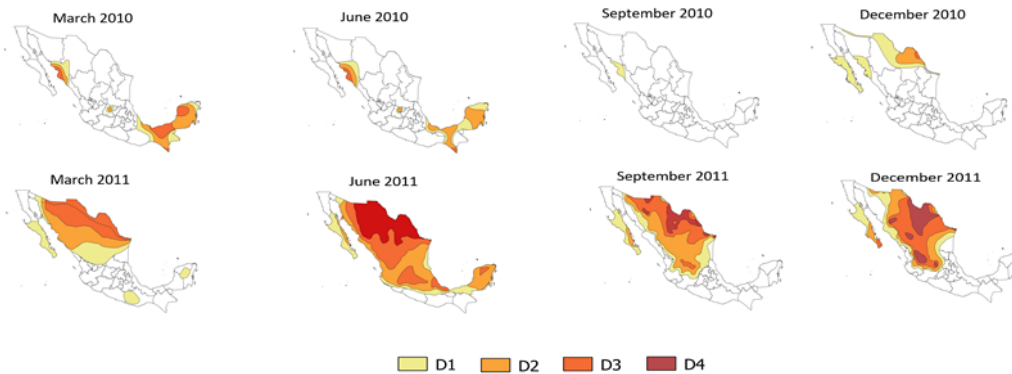 March 2010
June 2010
September 2010
December 2010
March 2011
June 2011
September 2011
December 2011
D1
D2
D3
D4